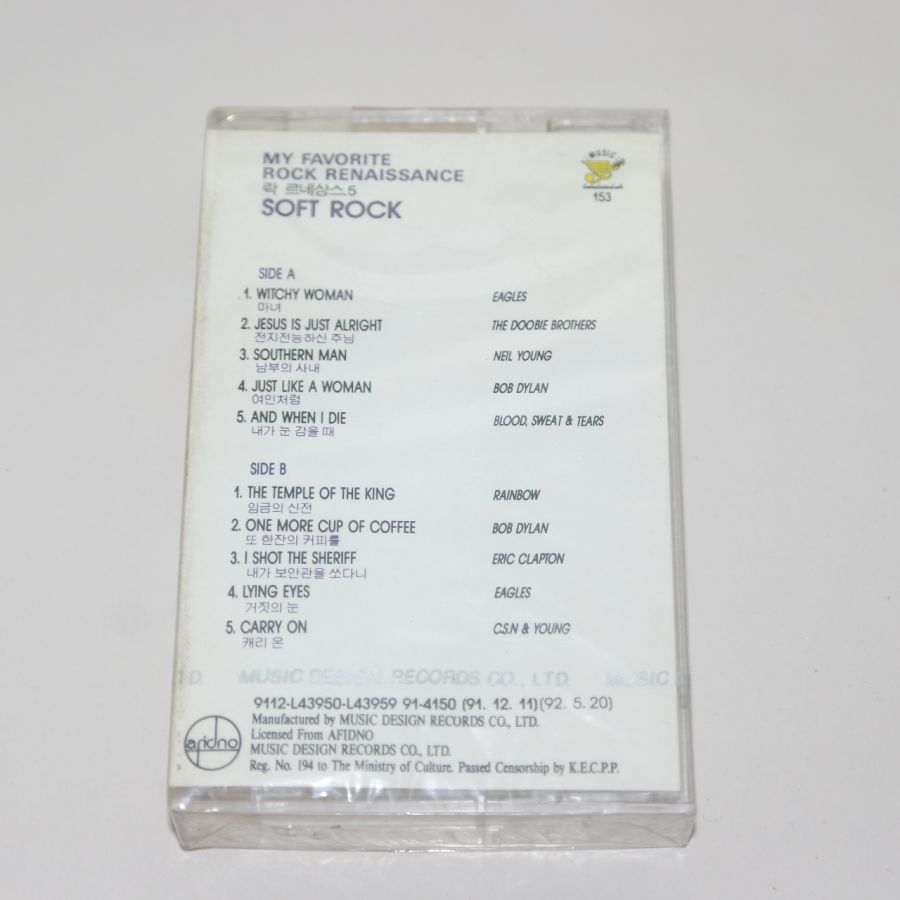 MY FAVORITE
ROCK RENAISSANCE
락 르네상스 5
SOFT ROCK
MUSIC
153
SIDE A
1. WITCHY WOMAN EAGLES
마녀
2. JESUS IS JUST ALRIGHT THE DOOBIE BROTHERS
전지전능하신 주님
3. SOUTHERN MAN NEIL YOUNG
남부의 사내
4. JUST LIKE A WOMAN BOB DYLAN
여인처럼
5. AND WHEN I DIE BLOOD, SWEAT & TEARS
내가 눈 감을 때
SIDE B
1. THE TEMPLE OF THE KING RAINBOW
임금의 신전
2. ONE MORE CUP OF COFFEE BOB DYLAN
또 한잔의 커피를
3. I SHOT THE SHERIFF ERIC CLAPTON
내가 보안관을 쏘다니
4. LYING EYES EAGLES
거짓의 눈
5. CARRY ON C.S.N & YOUNG
캐리 온
TD. MUSIC DESIGN RECORDS CO., LTD. MUSIC D
9112-L43950-L43959 91-4150 (91. 12. 11)(92. 5. 20)
Manufactured by MUSIC DESIGN RECORDS CO., LTD.
Licensed From AFIDNO
MUSIC DESIGN RECORDS CO., LTD.
Reg. No. 194 to The Ministry of Culture. Passed Censorship by K.E.C.P.P.
afidno